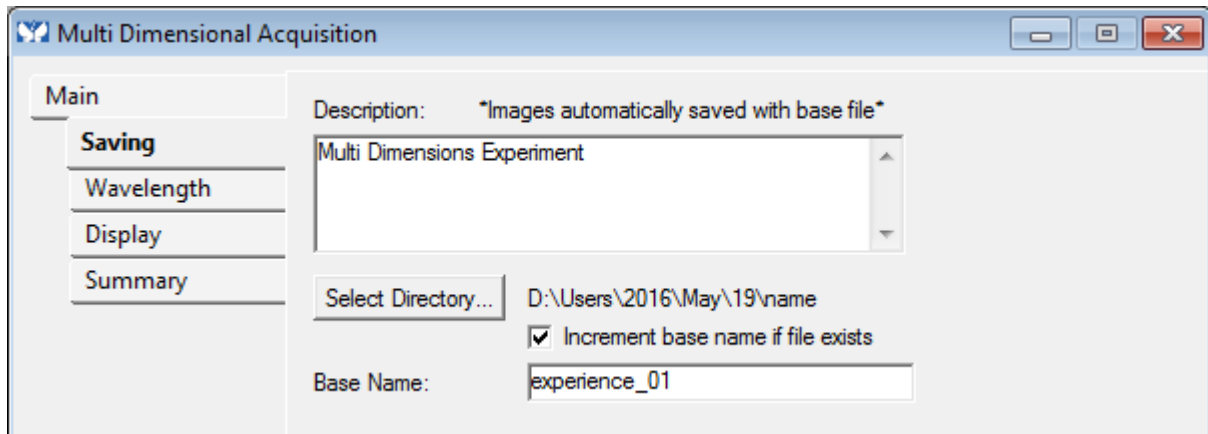 Multi Dimensional Acquisition
Main
Saving
Wavelength
Display
Summary
Description: *Images automatically saved with base file*
Multi Dimensions Experiment
Select Directory... D:\Users\2016\May\19\name
Increment base name if file exists
Base Name: experience_01